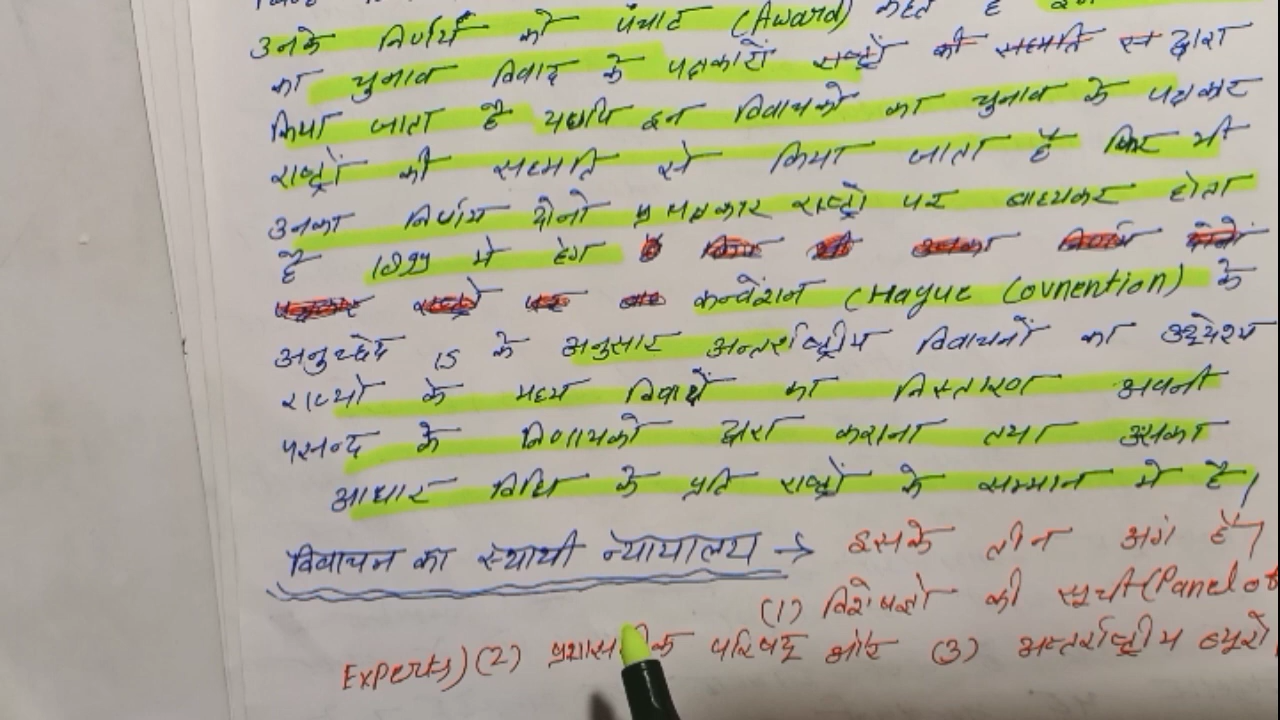 उनके निर्णय को पंचाट (Award) कहते है
का चुनाव विवाद के पक्षकारों राष्ट्रों की सहमति से द्वारा
किया जाता है यद्यपि इन विवाचको का चुनाव के पक्षकार
राष्ट्रों की सहमति से किया जाता है फिर भी
उनका निर्णय दोनो पक्षकार राष्ट्रो पर बाध्यकर होता
है 1899 मे हेग
कन्वेंशन (Hague Covnention) के
अनुच्छेद 15 के अनुसार अन्तर्राष्ट्रीय विवाचनों का उद्देश्य
राज्यो के मध्य विवादों का निस्तारण अपनी
पसन्द के निर्णायको द्वारा कराना तथा उसका
आधार विधि के प्रति राष्ट्रों के सम्मान मे है।
विवाचन का स्थायी न्यायालय → इसके तीन अंग हैं।
(1) विशेषज्ञो की सूची (Panel of
Experts) (2) प्रशासनिक परिषद और (3) अन्तर्राष्ट्रीय ब्यूरो